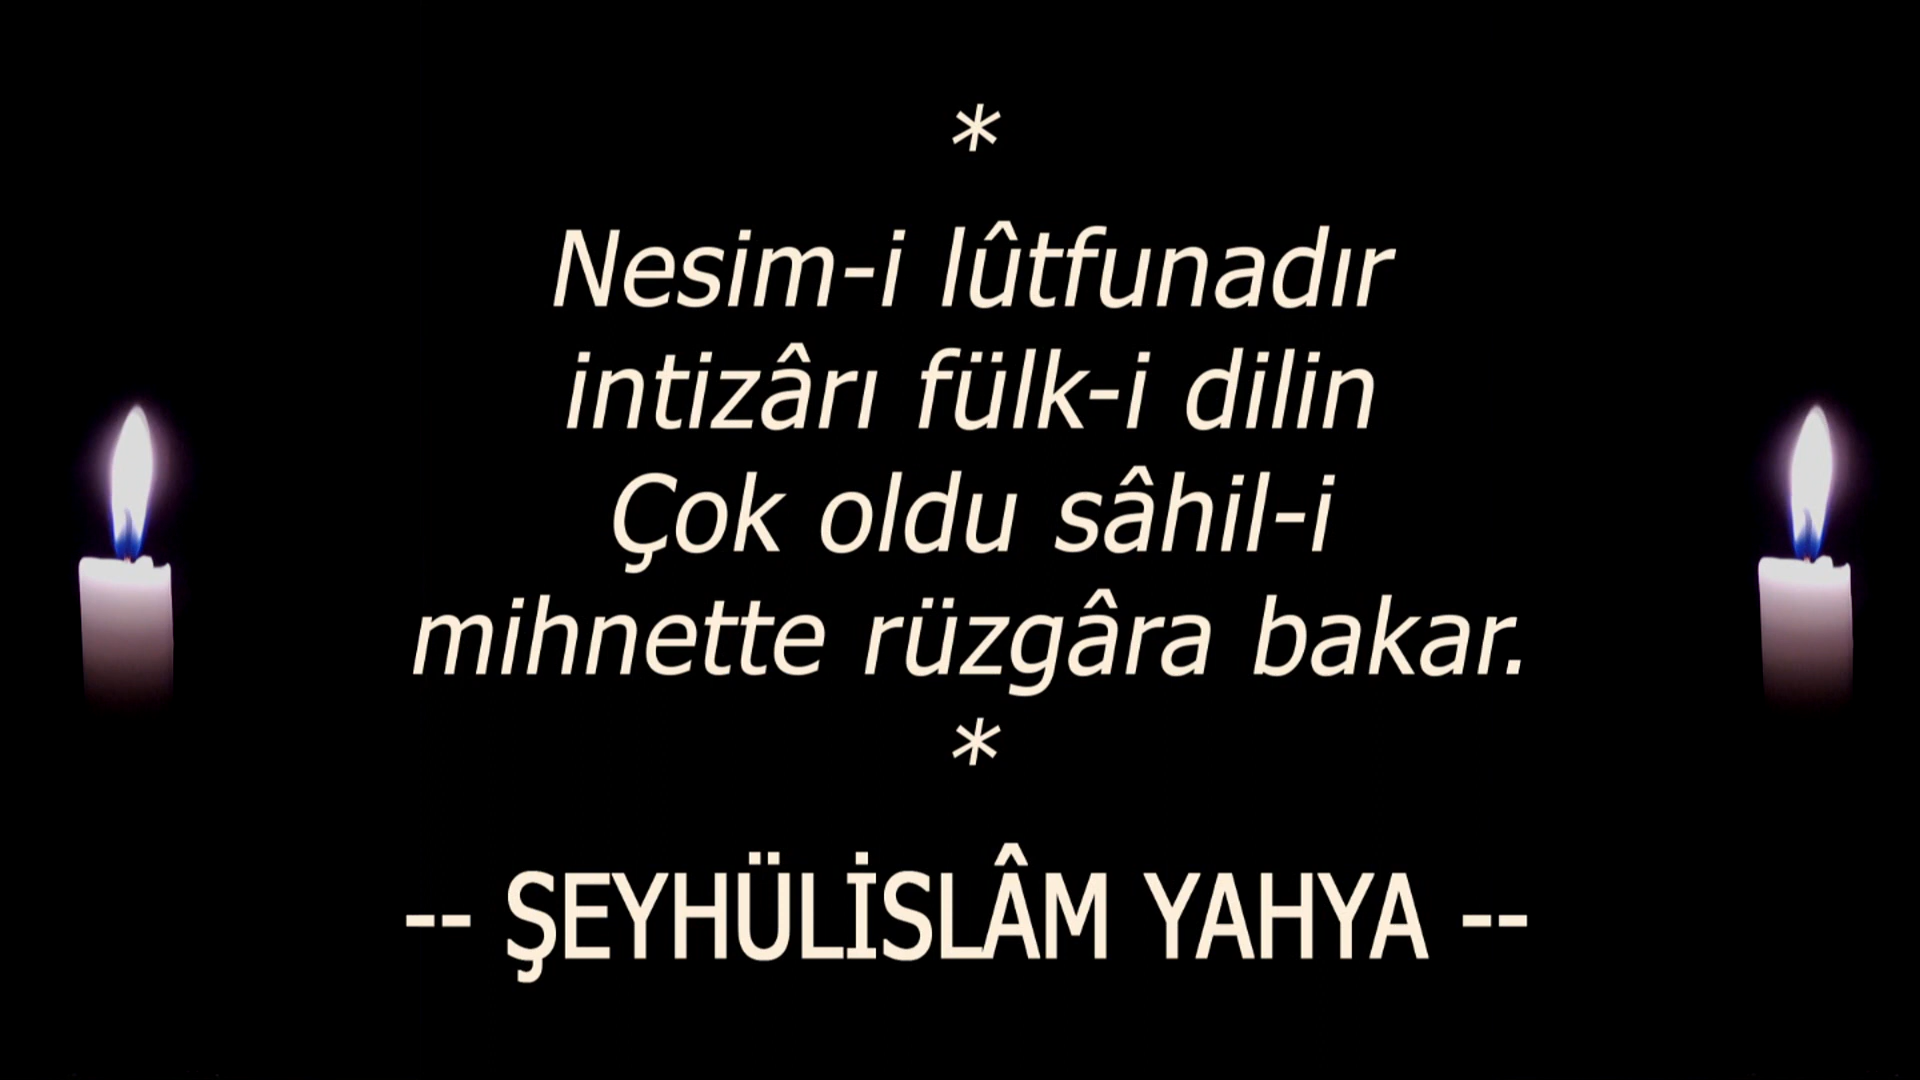 *
Nesim-i lûtfunadır
intizârı fülk-i dilin
Çok oldu sâhil-i
mihnette rüzgâra bakar.
*
-- ŞEYHÜLİSLÂM YAHYA --